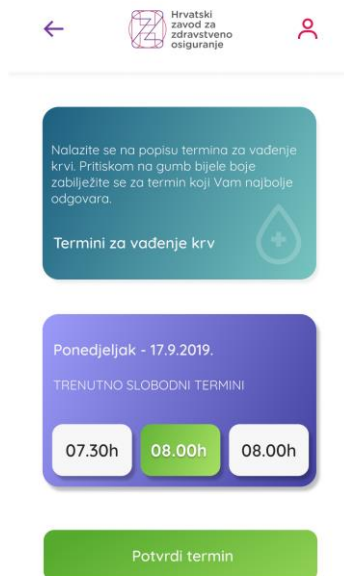 Hrvatski
zavod za
zdravstveno
osiguranje
Nalazite se na popisu termina za vađenje
krvi. Pritiskom na gumb bijele boje
zabilježite se za termin koji Vam najbolje
odgovara.
Termini za vađenje krv
Ponedjeljak - 17.9.2019.
TRENUTNO SLOBODNI TERMINI
07.30h 08.00h 08.00h
Potvrdi termin